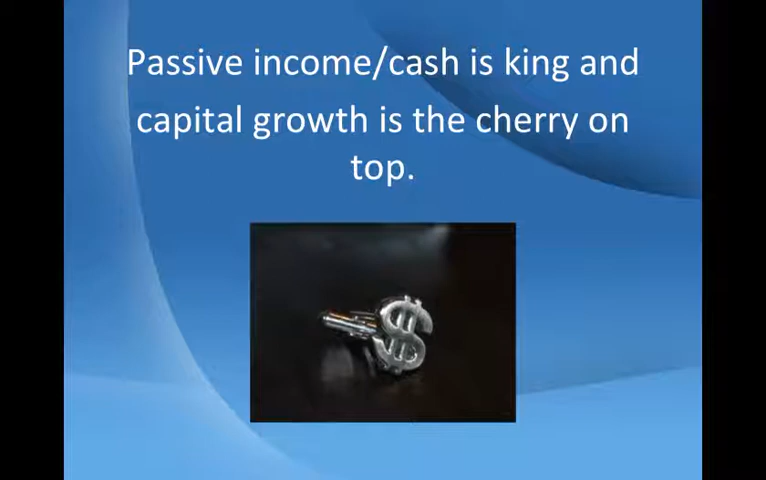 Passive income/cash is king and
capital growth is the cherry on
top.